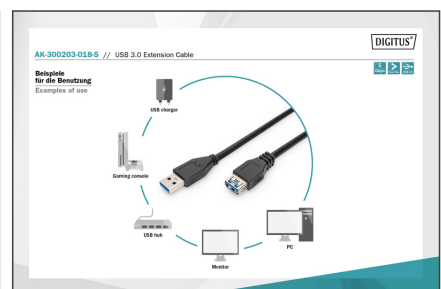 DIGITUS®
AK-300203-018-S // USB 3.0 Extension Cable
Beispiele
für die Benutzung
Examples of use
USB charger
Gaming console
USB hub
Monitor
PC